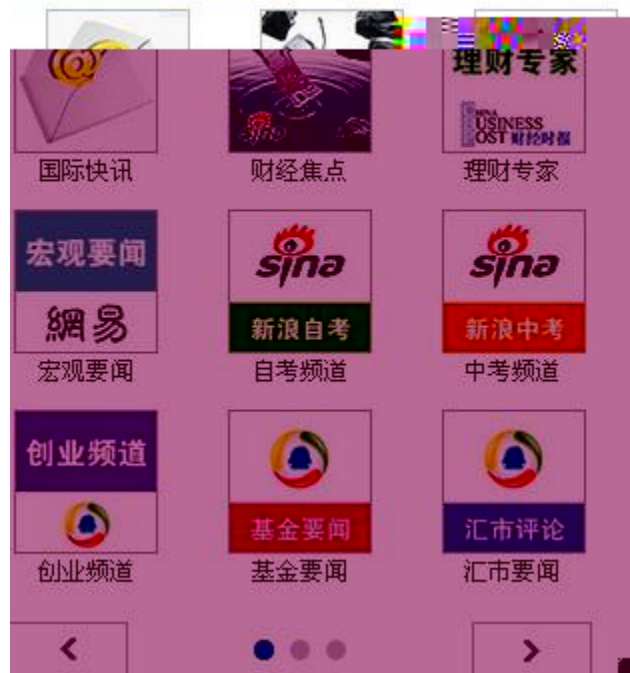 @
理财专家
CHINA
BUSINESS
POST 财经时报
国际快讯
财经焦点
理财专家
宏观要闻
sina
sina
網易
新浪自考
新浪中考
宏观要闻
自考频道
中考频道
创业频道
基金要闻
汇市评论
创业频道
基金要闻
汇市要闻